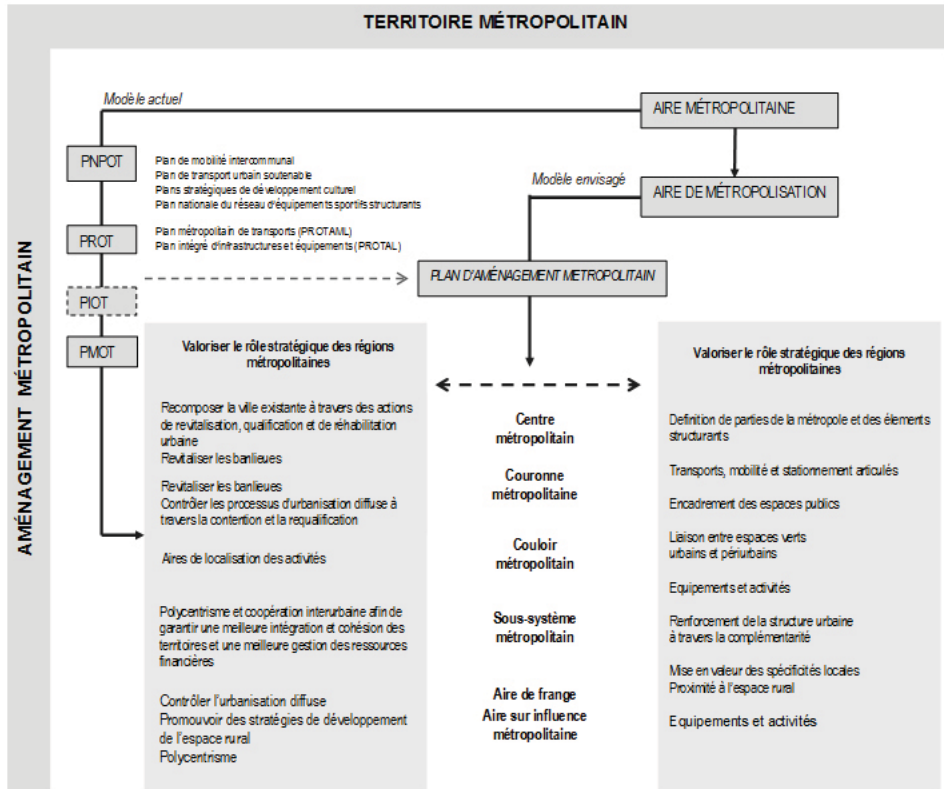 TERRITOIRE MÉTROPOLITAIN
AMÉNAGEMENT MÉTROPOLITAIN
Modèle actuel
AIRE MÉTROPOLITAINE
PNPOT
Plan de mobilité intercommunal
Plan de transport urbain soutenable
Plans stratégiques de développement culturel
Plan nationale du réseau d'équipements sportifs structurants
Modèle envisagé
AIRE DE MÉTROPOLISATION
PROT
Plan métropolitain de transports (PROTAML)
Plan intégré d'infrastructures et équipements (PROTAL)
PLAN D'AMÉNAGEMENT METROPOLITAIN
PIOT
PMOT
Valoriser le rôle stratégique des régions
métropolitaines
Recomposer la ville existante à travers des actions
de revitalisation, qualification et de réhabilitation
urbaine
Revitaliser les banlieues
Revitaliser les banlieues
Contrôler les processus d'urbanisation diffuse à
travers la contention et la requalification
Aires de localisation des activités
Polycentrisme et coopération interurbaine afin de
garantir une meilleure intégration et cohésion des
territoires et une meilleure gestion des ressources
financières
Contrôler l'urbanisation diffuse
Promouvoir des stratégies de développement
de l'espace rural
Polycentrisme
Centre
métropolitain
Couronne
métropolitaine
Couloir
métropolitain
Sous-système
métropolitain
Aire de frange
Aire sur influence
métropolitaine
Valoriser le rôle stratégique des régions
métropolitaines
Definition de parties de la métropole et des élements
structurants
Transports, mobilité et stationnement articulés
Encadrement des espaces publics
Liaison entre espaces verts
urbains et périurbains
Equipements et activités
Renforcement de la structure urbaine
à travers la complémentarité
Mise en valeur des spécificités locales
Proximité à l'espace rural
Equipements et activités